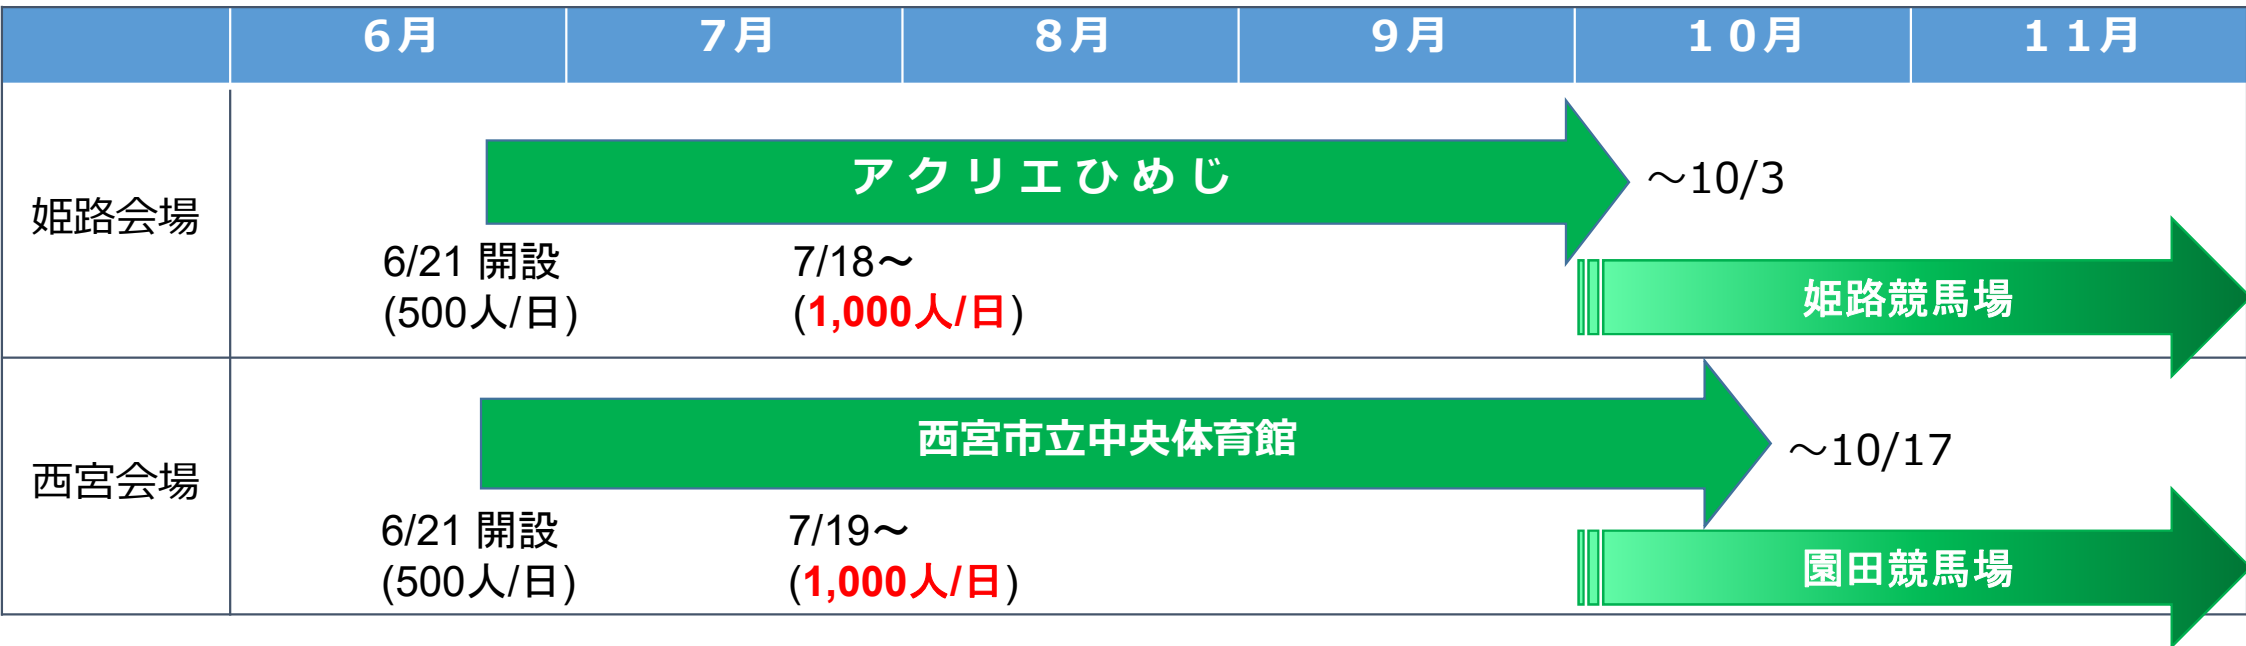 6月 7月 8月 9月 10月 11月
姫路会場
アクリエひめじ
～10/3
6/21 開設
(500人/日)
7/18～
(1,000人/日)
姫路競馬場
西宮会場
西宮市立中央体育館
～10/17
6/21 開設
(500人/日)
7/19～
(1,000人/日)
園田競馬場